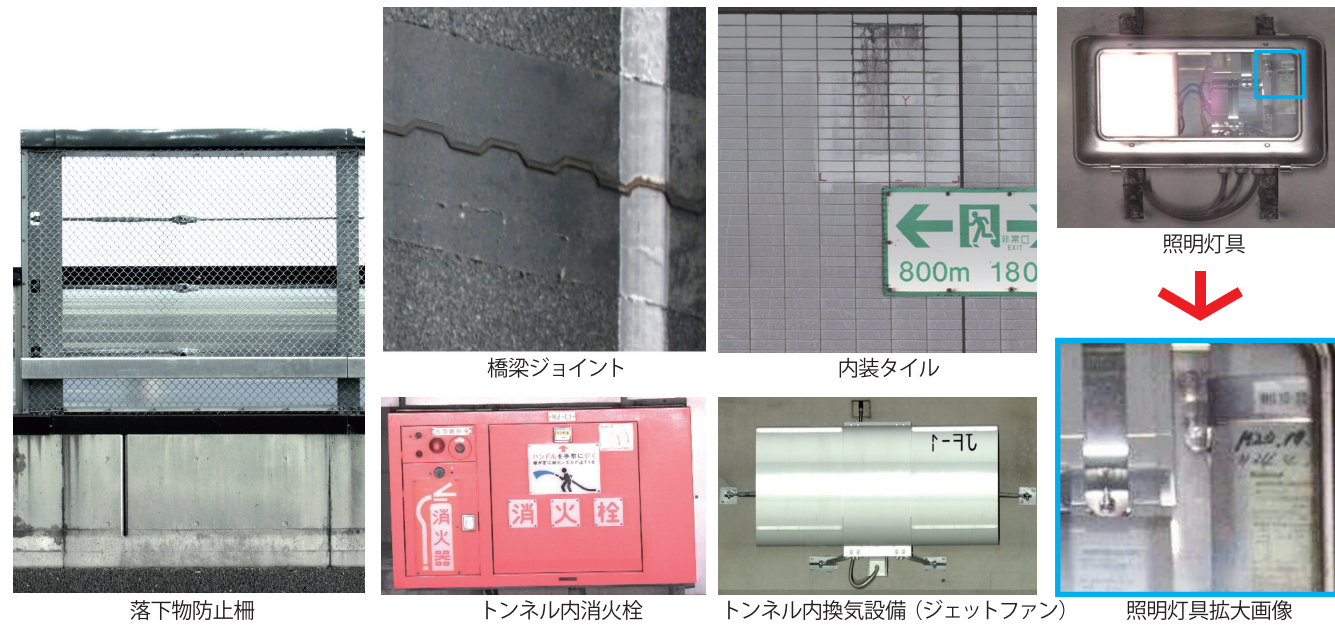 落下物防止柵
橋梁ジョイント
内装タイル
非常口
EXIT
800m 180
照明灯具
消火器
ハンドルを手前に引く
消火栓
トンネル内消火栓
JF-1
トンネル内換気設備（ジェットファン）
照明灯具拡大画像